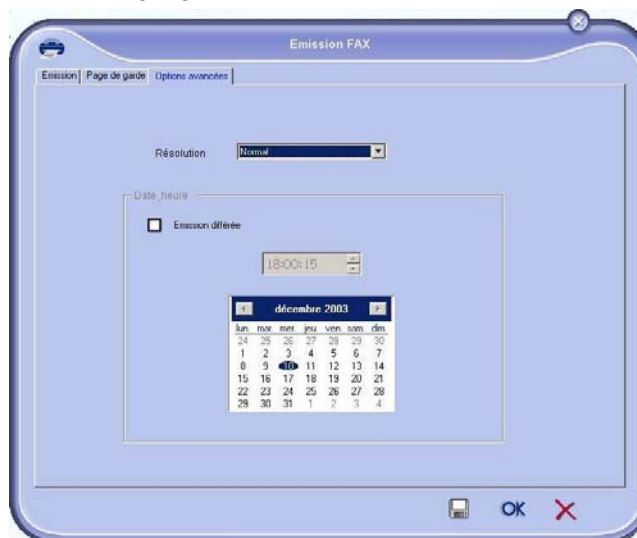 Emission FAX
Emission Page de garde Options avancées
Résolution Normal
Date_heure
Emission différée
18:00:15
décembre 2003
lun. mar. mer. jeu. ven. sam. dim.
24 25 26 27 28 29 30
1 2 3 4 5 6 7
8 9 10 11 12 13 14
15 16 17 18 19 20 21
22 23 24 25 26 27 28
29 30 31 1 2 3 4
OK